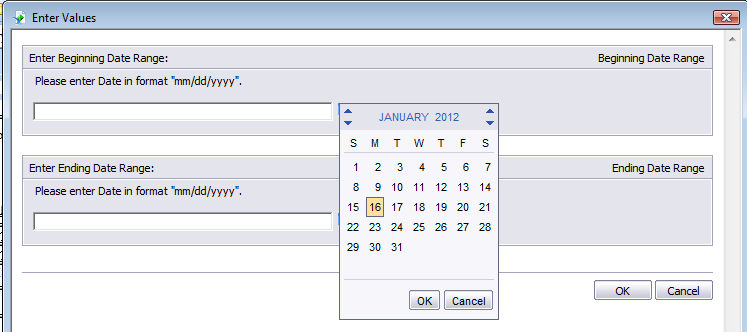 Enter Values
Enter Beginning Date Range: Beginning Date Range
Please enter Date in format "mm/dd/yyyy".
JANUARY 2012
S M T W T F S
1 2 3 4 5 6 7
8 9 10 11 12 13 14
15 16 17 18 19 20 21
22 23 24 25 26 27 28
29 30 31
OK Cancel
Enter Ending Date Range: Ending Date Range
Please enter Date in format "mm/dd/yyyy".
OK Cancel